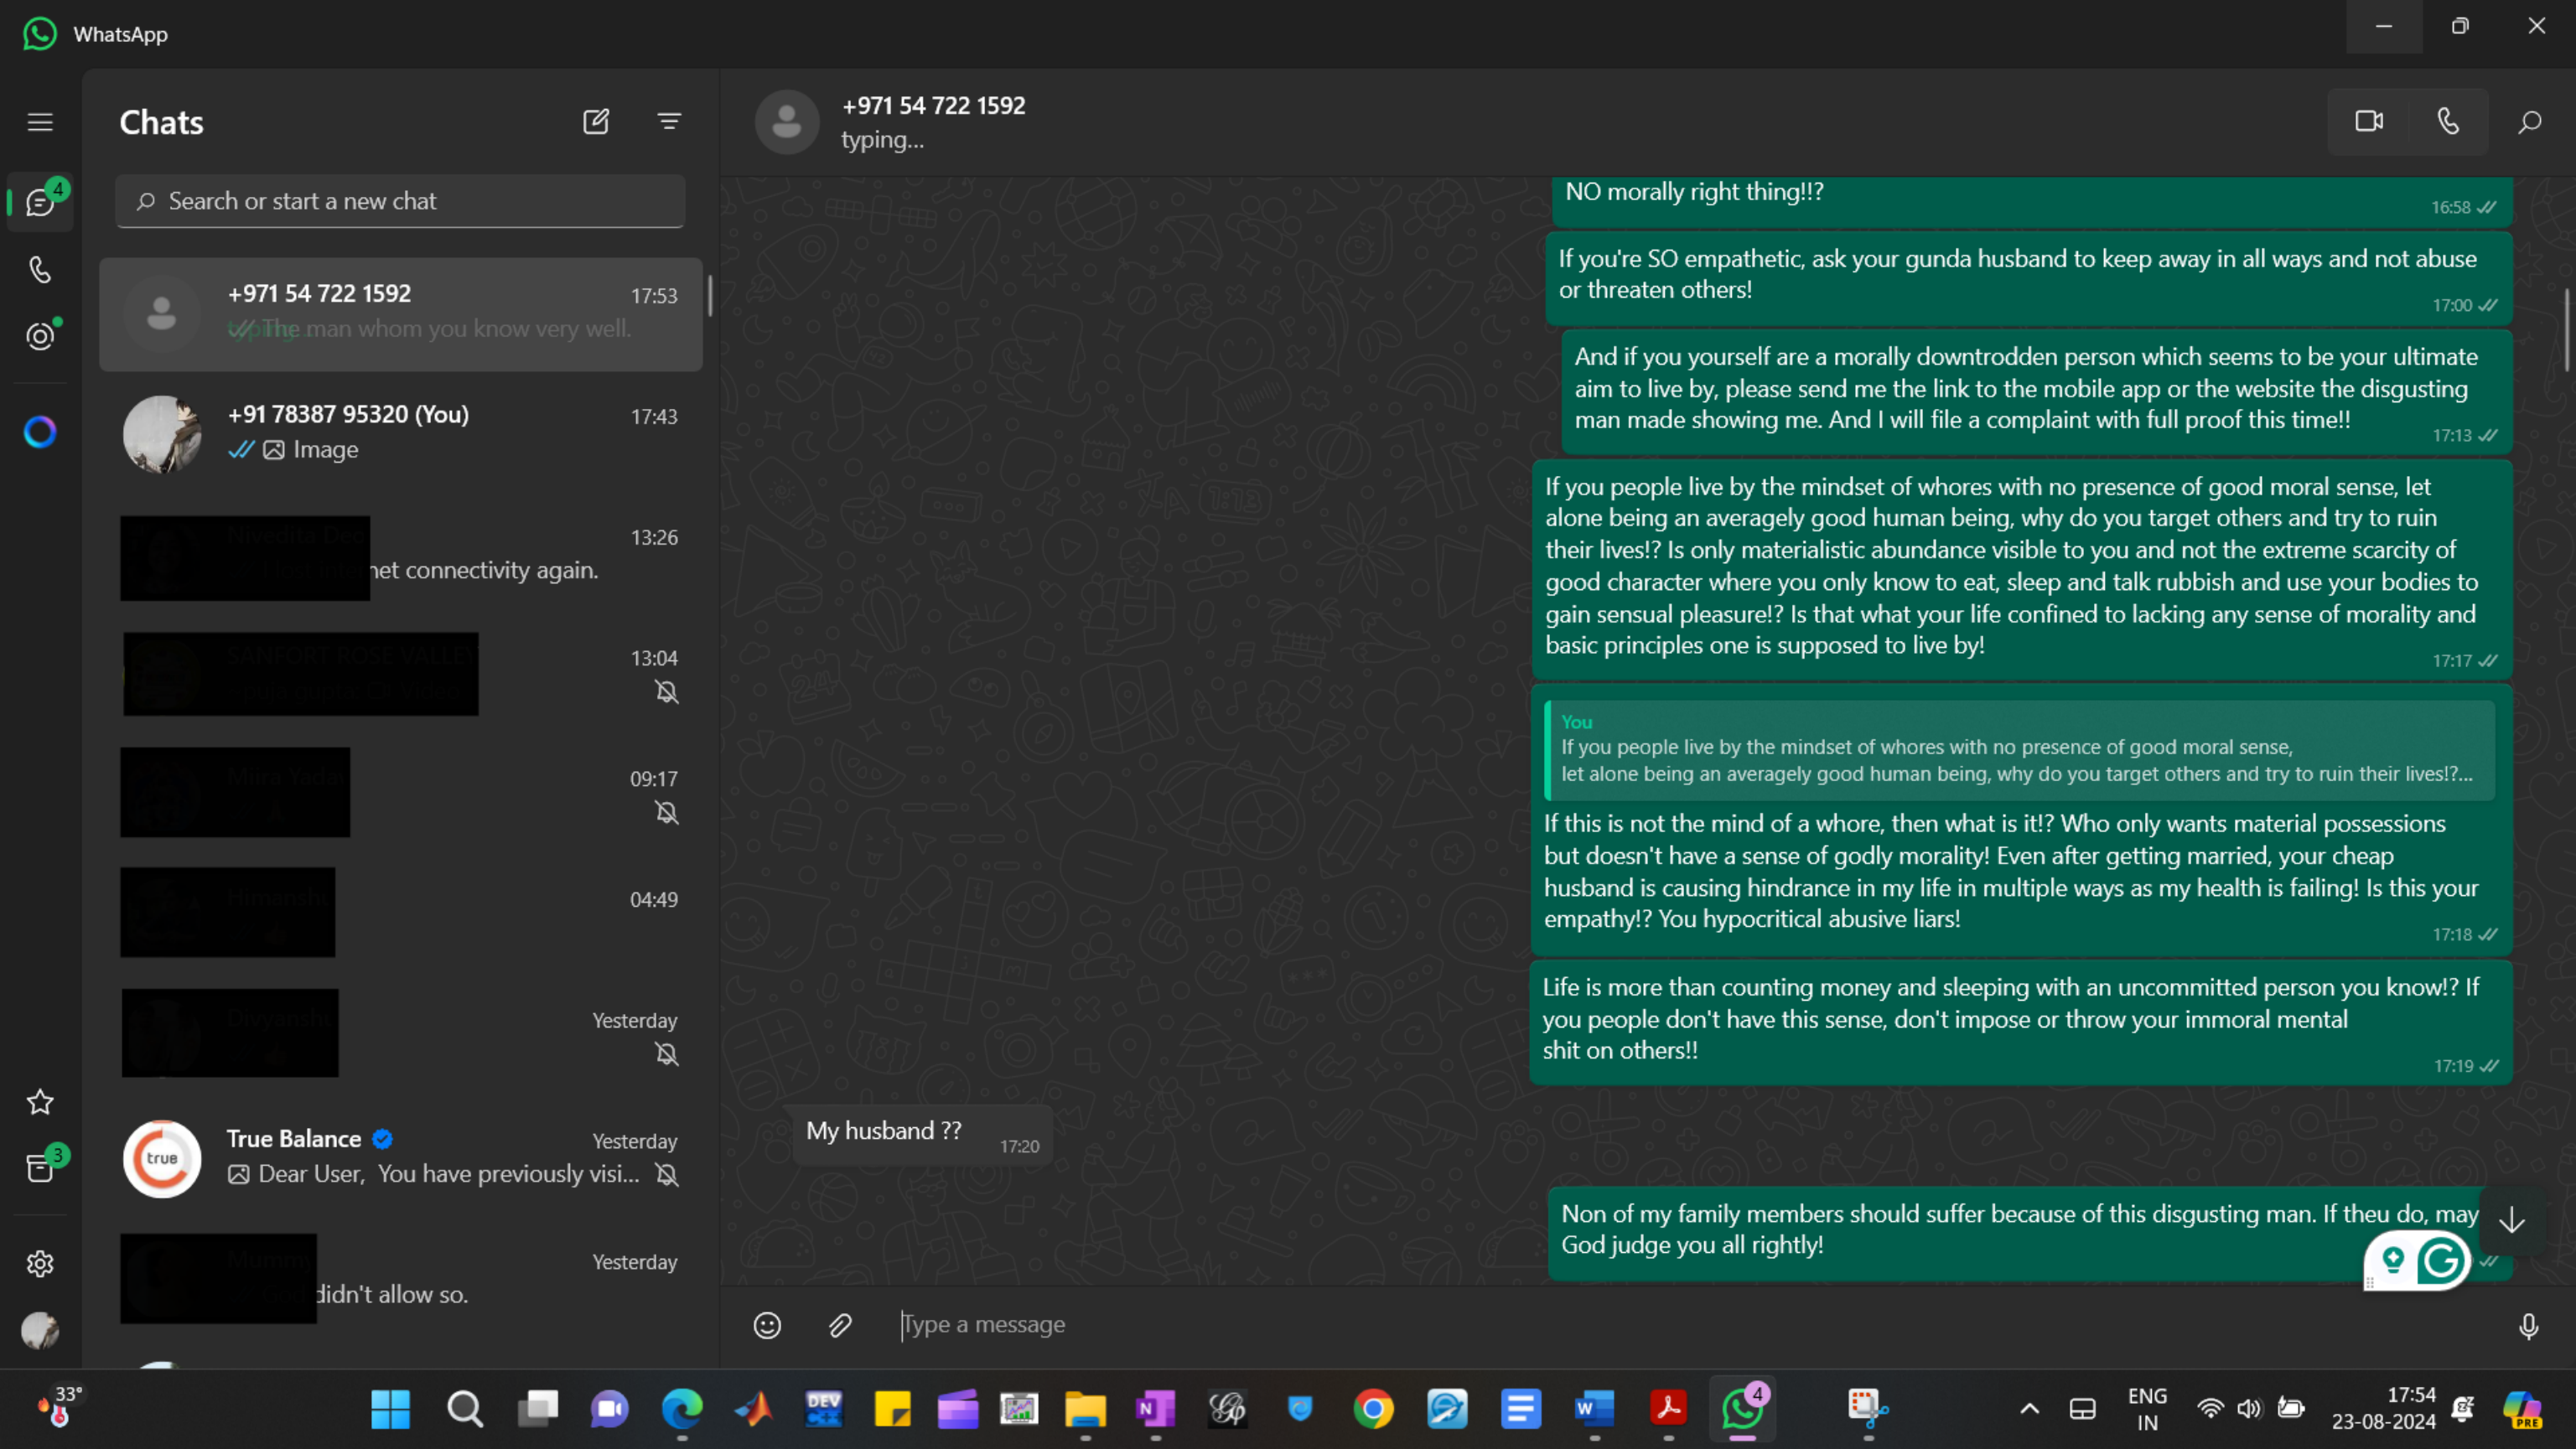 WhatsApp
Chats
4
Search or start a new chat
+971 54 722 1592
17:53
The man whom you know very well.
+91 78387 95320 (You)
17:43
Image
Nivedita Deo
13:26
net connectivity again.
SANFORT ROSE VALLEY
13:04
puja gupta: Video
09:17
Himanshu
04:49
Divyanshu
Yesterday
True Balance
Yesterday
true
Dear User, You have previously visi...
3
Mummy
Yesterday
didn't allow so.
+971 54 722 1592
typing...
NO morally right thing!!?
16:58
If you're SO empathetic, ask your gunda husband to keep away in all ways and not abuse
or threaten others!
17:00
And if you yourself are a morally downtrodden person which seems to be your ultimate
aim to live by, please send me the link to the mobile app or the website the disgusting
man made showing me. And I will file a complaint with full proof this time!!
17:13
If you people live by the mindset of whores with no presence of good moral sense, let
alone being an averagely good human being, why do you target others and try to ruin
their lives!? Is only materialistic abundance visible to you and not the extreme scarcity of
good character where you only know to eat, sleep and talk rubbish and use your bodies to
gain sensual pleasure!? Is that what your life confined to lacking any sense of morality and
basic principles one is supposed to live by!
17:17
You
If you people live by the mindset of whores with no presence of good moral sense,
let alone being an averagely good human being, why do you target others and try to ruin their lives!?...
If this is not the mind of a whore, then what is it!? Who only wants material possessions
but doesn't have a sense of godly morality! Even after getting married, your cheap
husband is causing hindrance in my life in multiple ways as my health is failing! Is this your
empathy!? You hypocritical abusive liars!
17:18
Life is more than counting money and sleeping with an uncommitted person you know!? If
you people don't have this sense, don't impose or throw your immoral mental
shit on others!!
17:19
My husband ??
17:20
Non of my family members should suffer because of this disgusting man. If theu do, may
God judge you all rightly!
Type a message
33°
DEV
C++
N
W
4
ENG
IN
17:54
23-08-2024
PRE